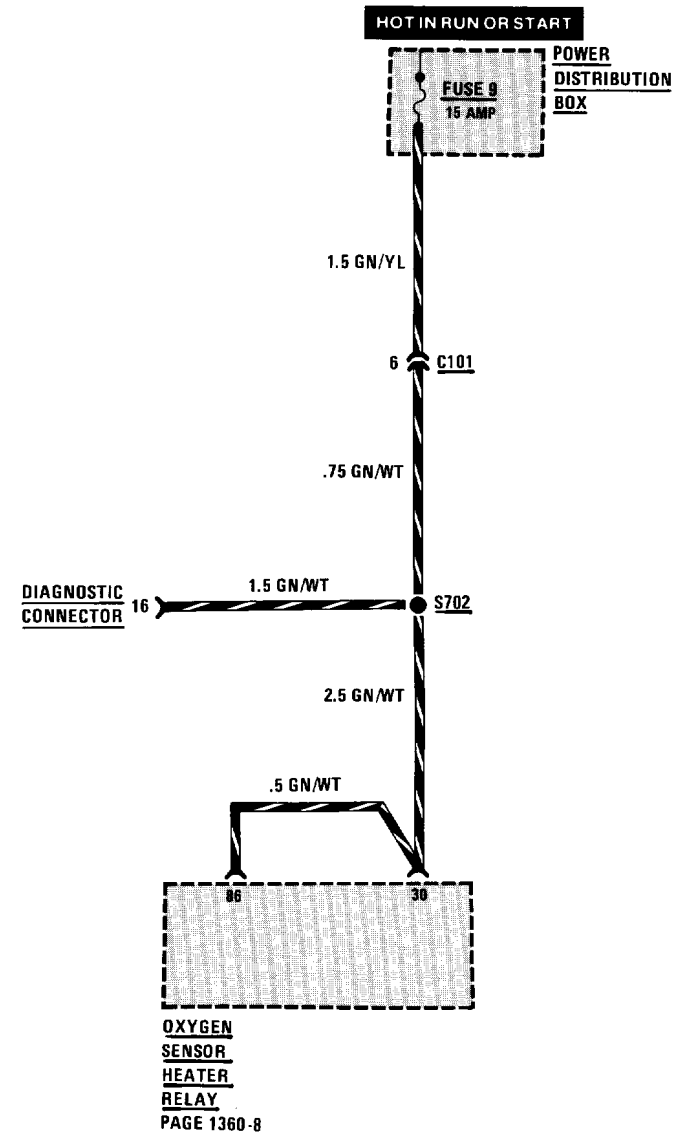 HOT IN RUN OR START
POWER
DISTRIBUTION
BOX
FUSE 9
15 AMP
1.5 GN/YL
6
C101
.75 GN/WT
DIAGNOSTIC
CONNECTOR
16
1.5 GN/WT
S702
2.5 GN/WT
.5 GN/WT
86
30
OXYGEN
SENSOR
HEATER
RELAY
PAGE 1360-8